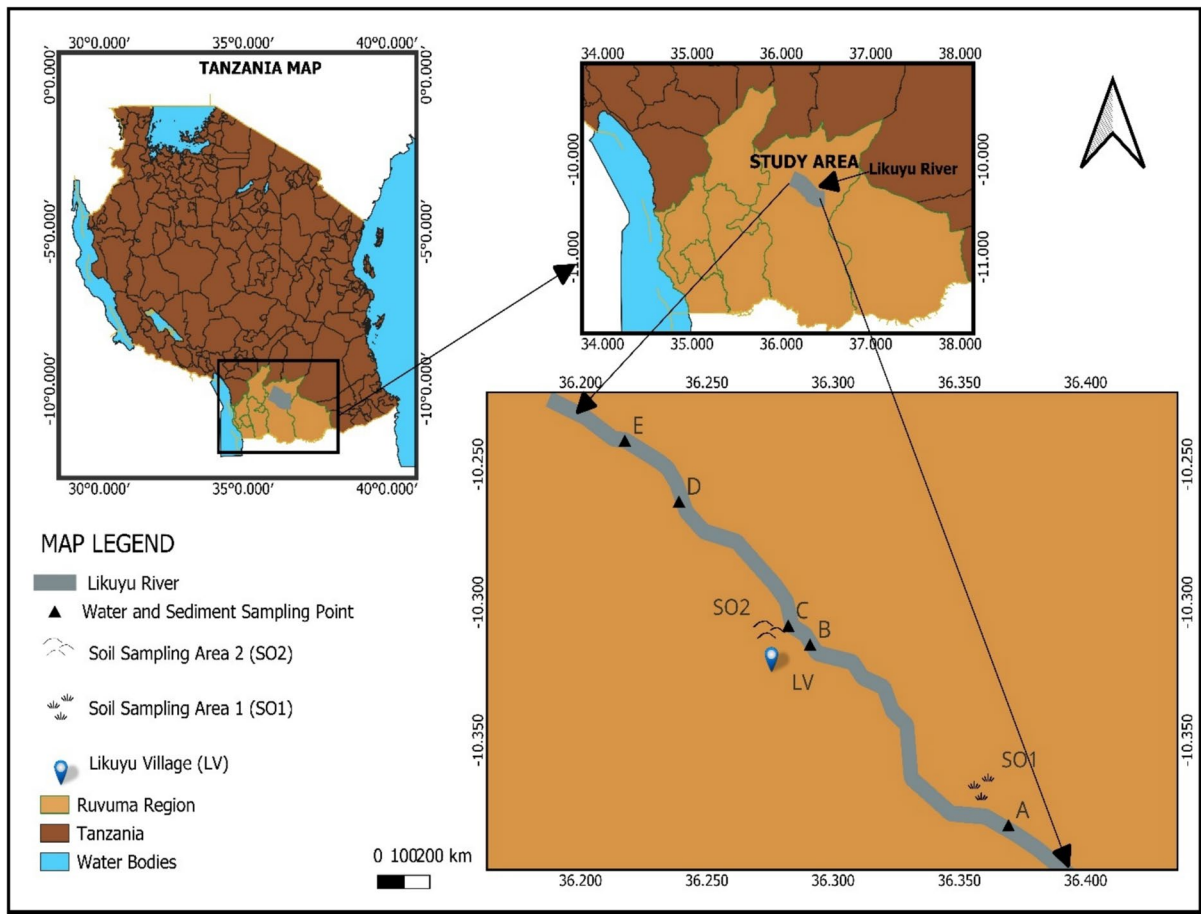 30°0.000' 35°0.000' 40°0.000'
TANZANIA MAP
0°0.000'
0°0.000'
-5°0.000'
-5°0.000'
-10°0.000'
-10°0.000'
30°0.000' 35°0.000' 40°0.000'
34.000 35.000 36.000 37.000 38.000
-10.000
-10.000
STUDY AREA
Likuyu River
-11.000
-11.000
34.000 35.000 36.000 37.000 38.000
36.200 36.250 36.300 36.350 36.400
E
-10.250
-10.250
D
-10.300
-10.300
SO2 C
B
LV
-10.350
-10.350
SO1
A
36.200 36.250 36.300 36.350 36.400
MAP LEGEND
Likuyu River
Water and Sediment Sampling Point
Soil Sampling Area 2 (SO2)
Soil Sampling Area 1 (SO1)
Likuyu Village (LV)
Ruvuma Region
Tanzania
Water Bodies
0 100200 km